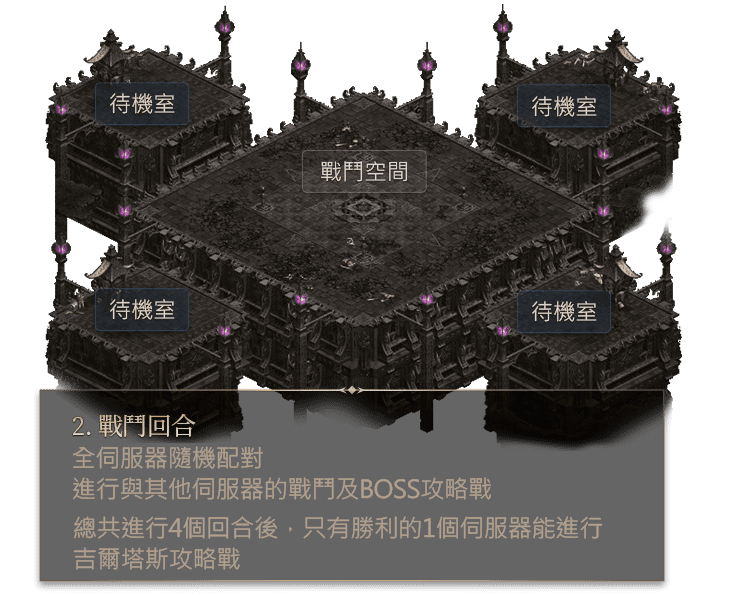 待機室
待機室
戰鬥空間
待機室
待機室
2. 戰鬥回合
全伺服器隨機配對
進行與其他伺服器的戰鬥及BOSS攻略戰
總共進行4個回合後，只有勝利的1個伺服器能進行
吉爾塔斯攻略戰